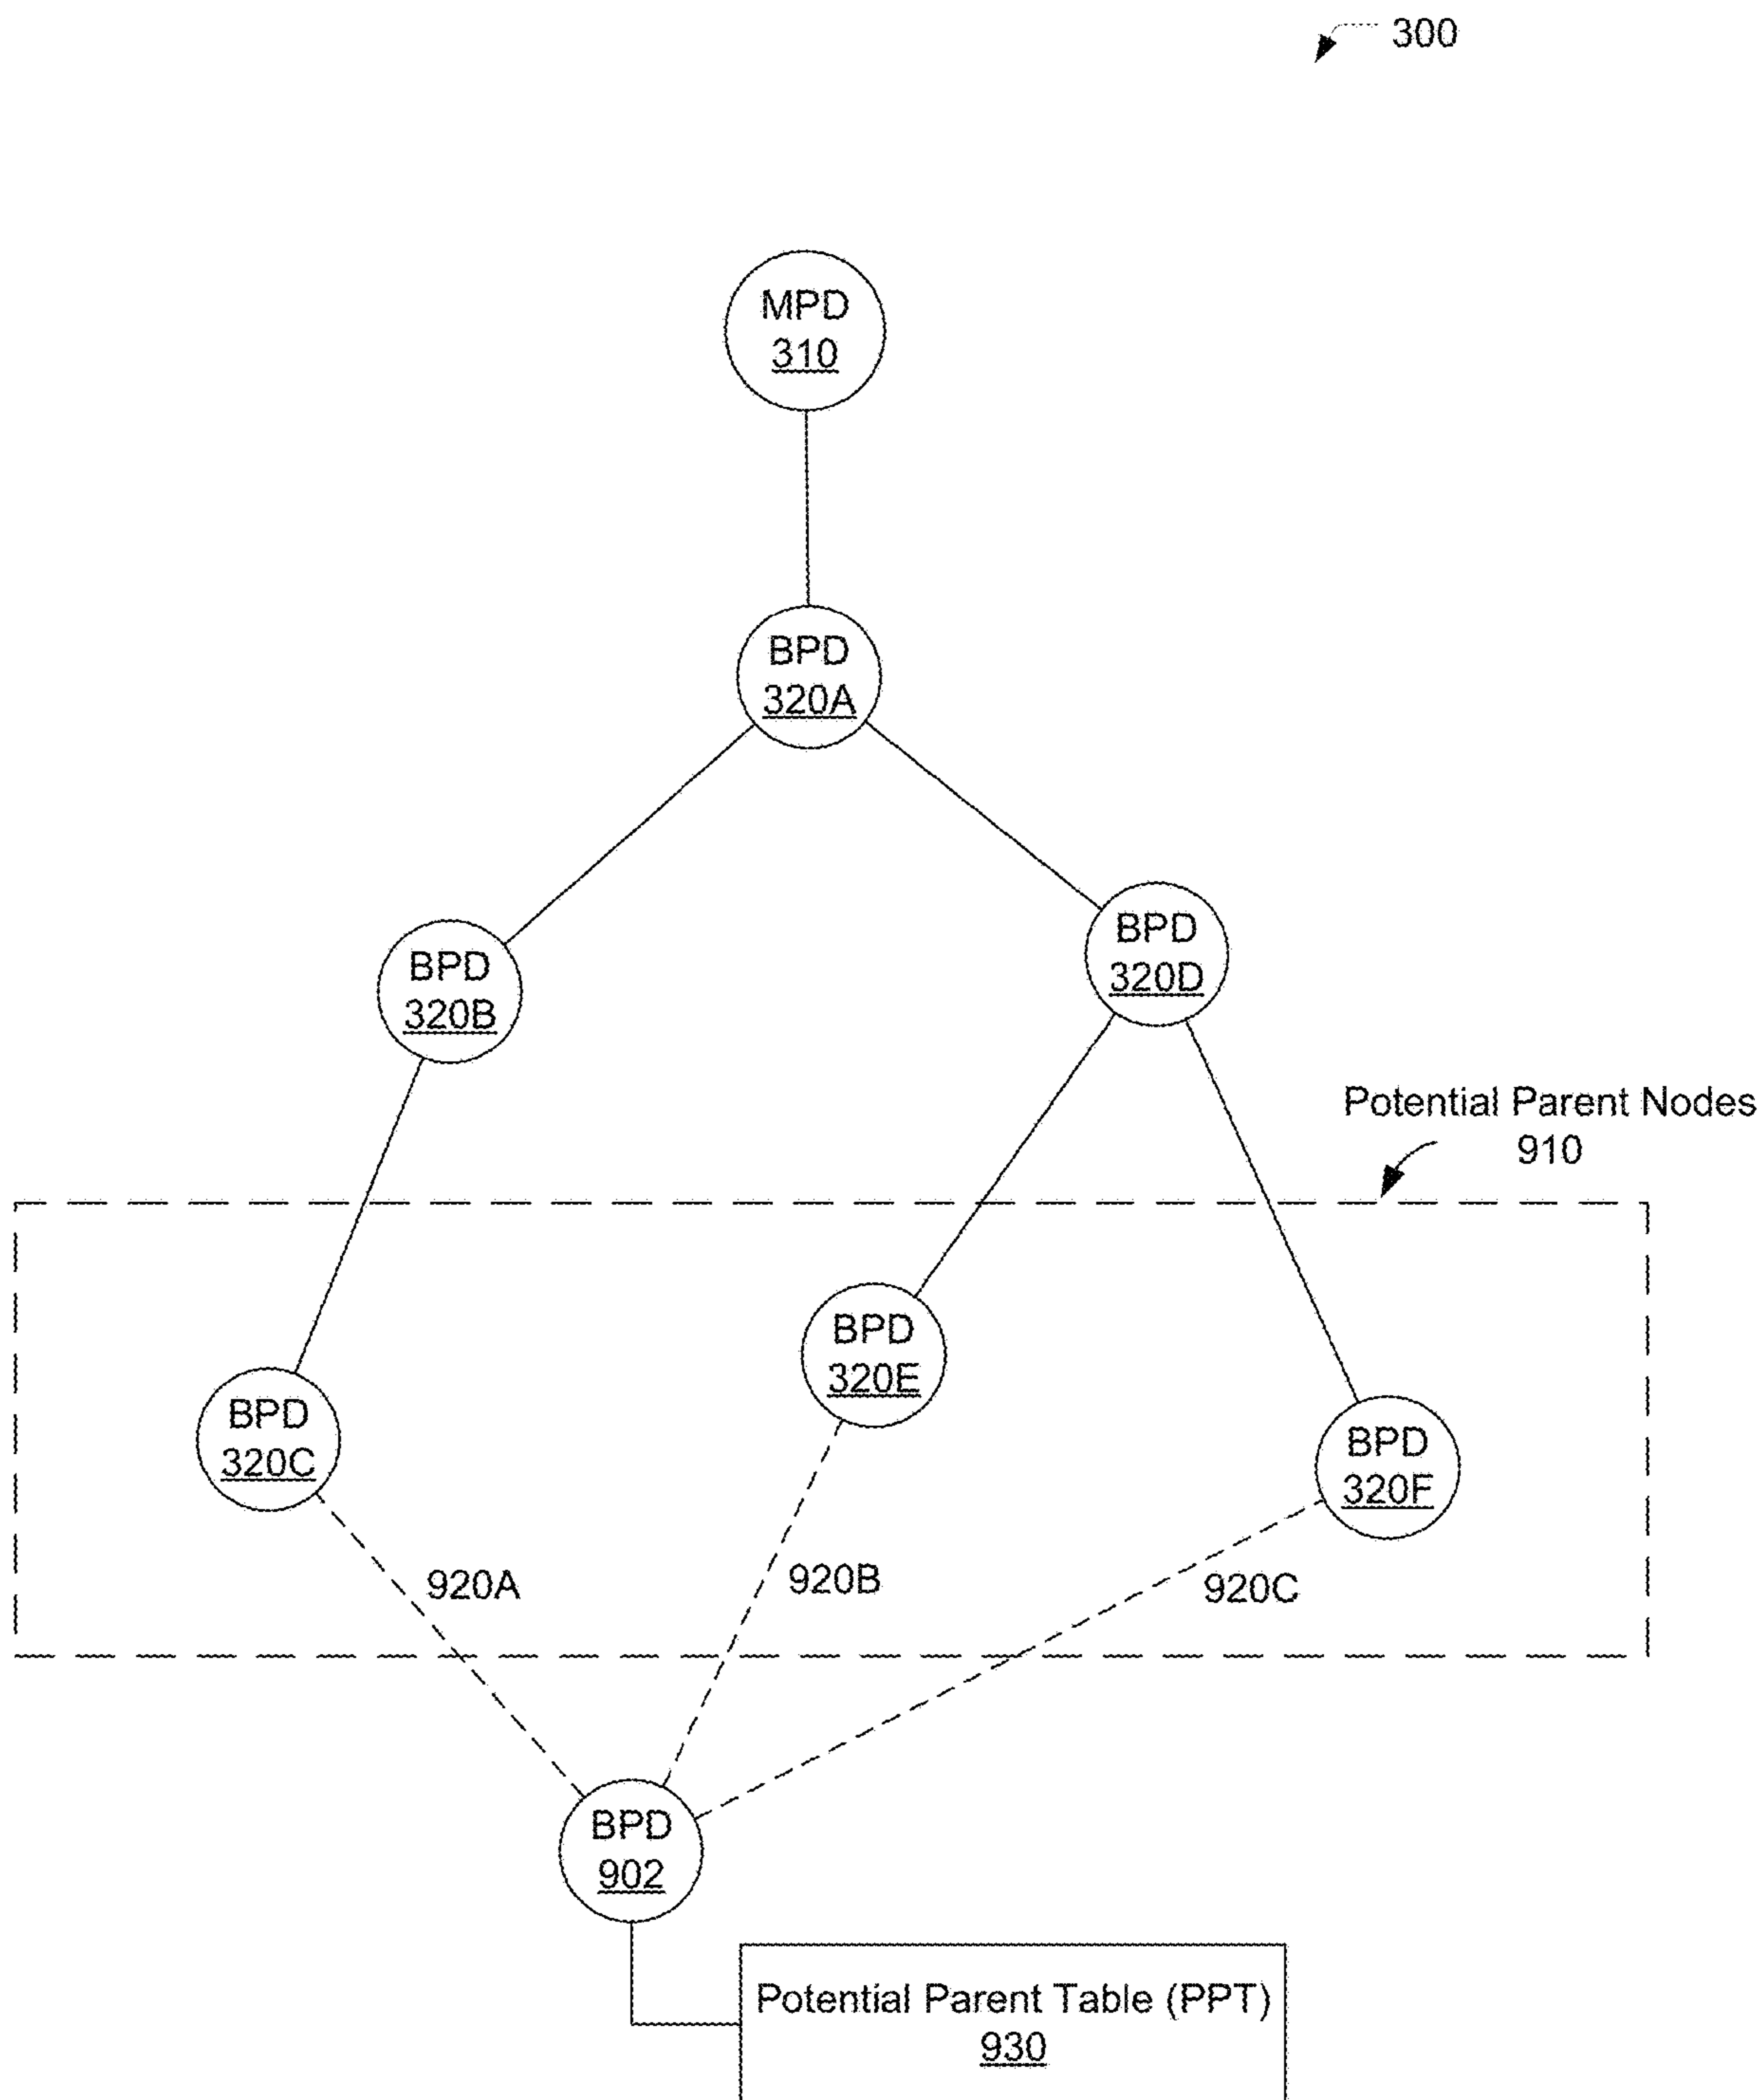 300
MPD
310
BPD
320A
BPD
320B
BPD
320D
Potential Parent Nodes
910
BPD
320C
BPD
320E
BPD
320F
920A
920B
920C
BPD
902
Potential Parent Table (PPT)
930